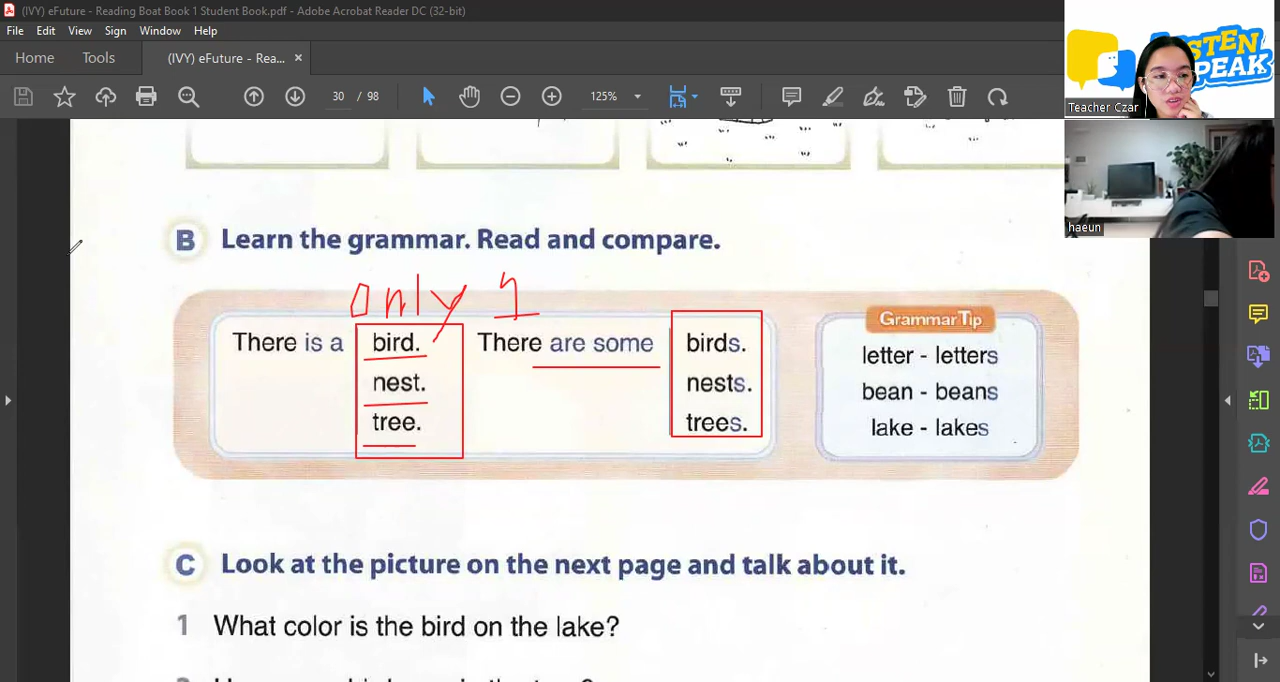 (IVY) eFuture - Reading Boat Book 1 Student Book.pdf - Adobe Acrobat Reader DC (32-bit)
File Edit View Sign Window Help
Home Tools (IVY) eFuture - Rea... ×
30 / 98 125%
LISTEN
SPEAK
Teacher Czar
haeun
B Learn the grammar. Read and compare.
only 1
There is a bird. There are some birds.
nest. nests.
tree. trees.
Grammar Tip
letter - letters
bean - beans
lake - lakes
C Look at the picture on the next page and talk about it.
1 What color is the bird on the lake?